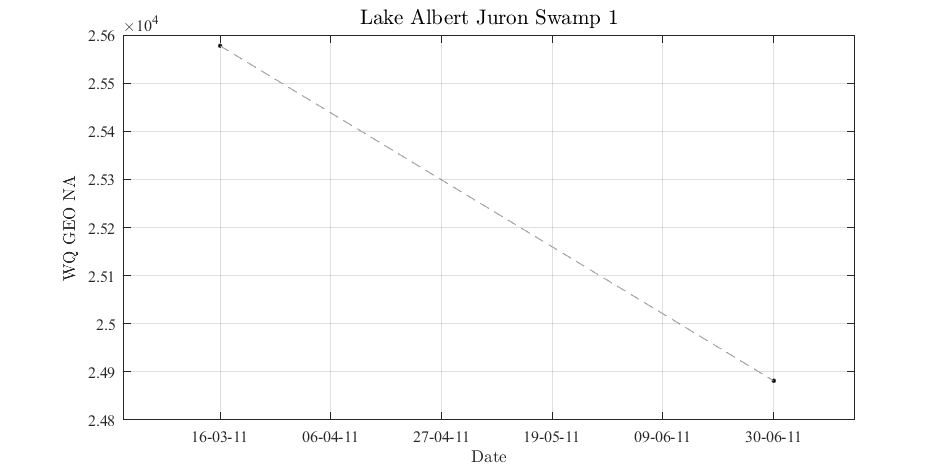 Lake Albert Juron Swamp 1
×10⁴
2.56
2.55
2.54
2.53
2.52
2.51
2.5
2.49
2.48
WQ GEO NA
16-03-11 06-04-11 27-04-11 19-05-11 09-06-11 30-06-11
Date